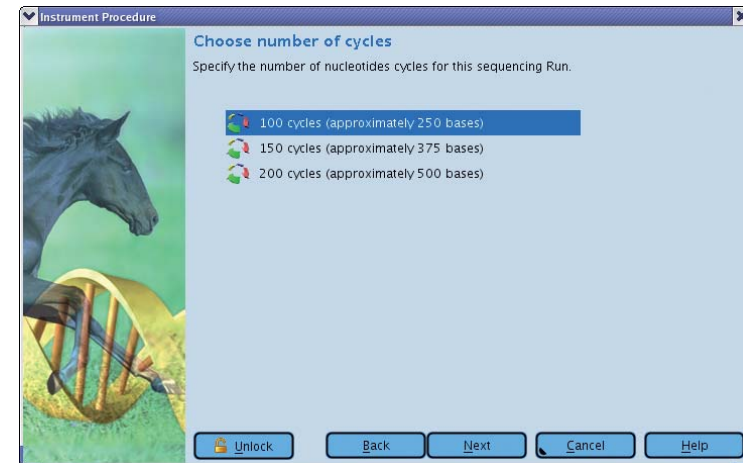 Instrument Procedure
Choose number of cycles
Specify the number of nucleotides cycles for this sequencing Run.
100 cycles (approximately 250 bases)
150 cycles (approximately 375 bases)
200 cycles (approximately 500 bases)
Unlock Back Next Cancel Help